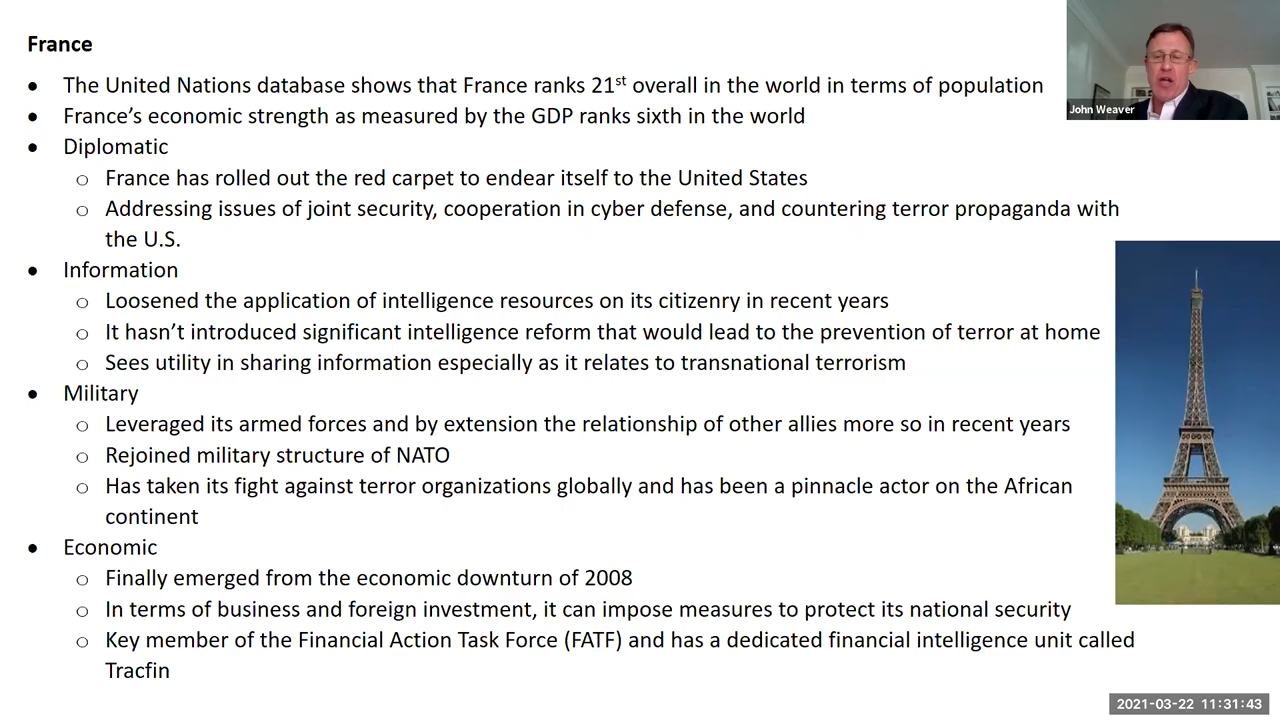 France
• The United Nations database shows that France ranks 21st overall in the world in terms of population
• France’s economic strength as measured by the GDP ranks sixth in the world
• Diplomatic
○ France has rolled out the red carpet to endear itself to the United States
○ Addressing issues of joint security, cooperation in cyber defense, and countering terror propaganda with
the U.S.
• Information
○ Loosened the application of intelligence resources on its citizenry in recent years
○ It hasn’t introduced significant intelligence reform that would lead to the prevention of terror at home
○ Sees utility in sharing information especially as it relates to transnational terrorism
• Military
○ Leveraged its armed forces and by extension the relationship of other allies more so in recent years
○ Rejoined military structure of NATO
○ Has taken its fight against terror organizations globally and has been a pinnacle actor on the African
continent
• Economic
○ Finally emerged from the economic downturn of 2008
○ In terms of business and foreign investment, it can impose measures to protect its national security
○ Key member of the Financial Action Task Force (FATF) and has a dedicated financial intelligence unit called
Tracfin
John Weaver
2021-03-22 11:31:43